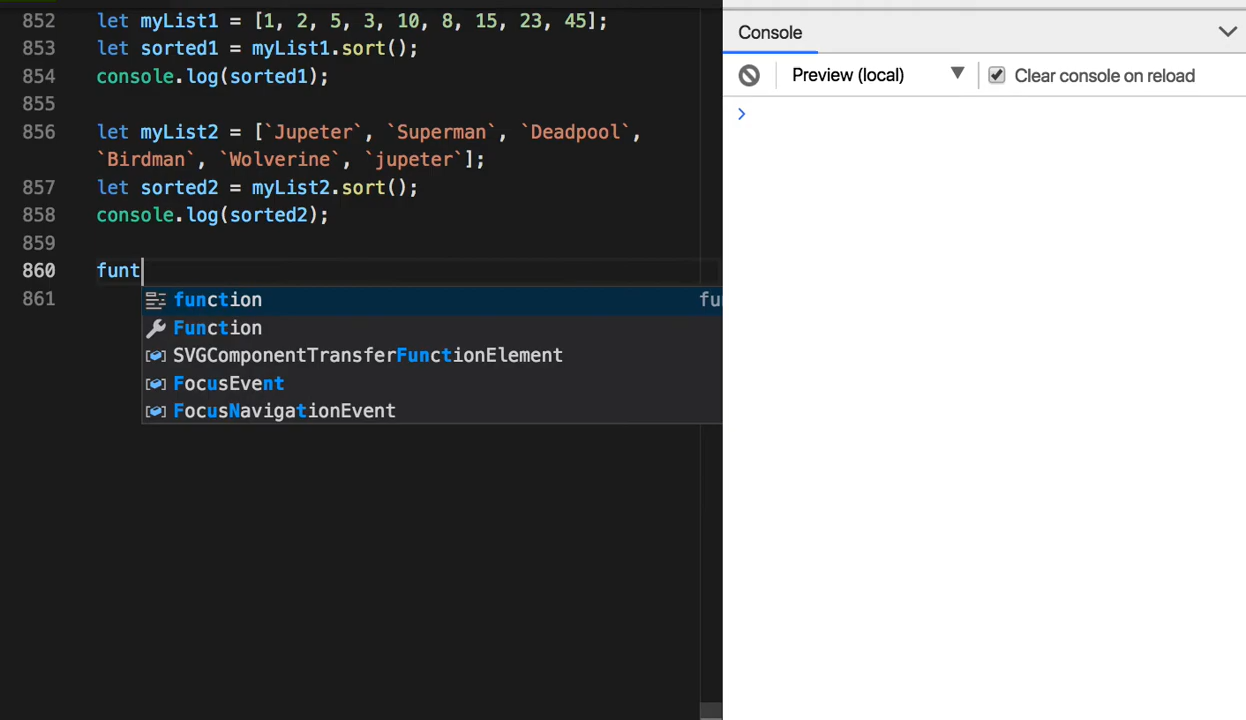 852 let myList1 = [1, 2, 5, 3, 10, 8, 15, 23, 45];
853 let sorted1 = myList1.sort();
854 console.log(sorted1);
855
856 let myList2 = [`Jupeter`, `Superman`, `Deadpool`,
`Birdman`, `Wolverine`, `jupeter`];
857 let sorted2 = myList2.sort();
858 console.log(sorted2);
859
860 funt
861
function fu
Function
SVGComponentTransferFunctionElement
FocusEvent
FocusNavigationEvent
Console
Preview (local) Clear console on reload